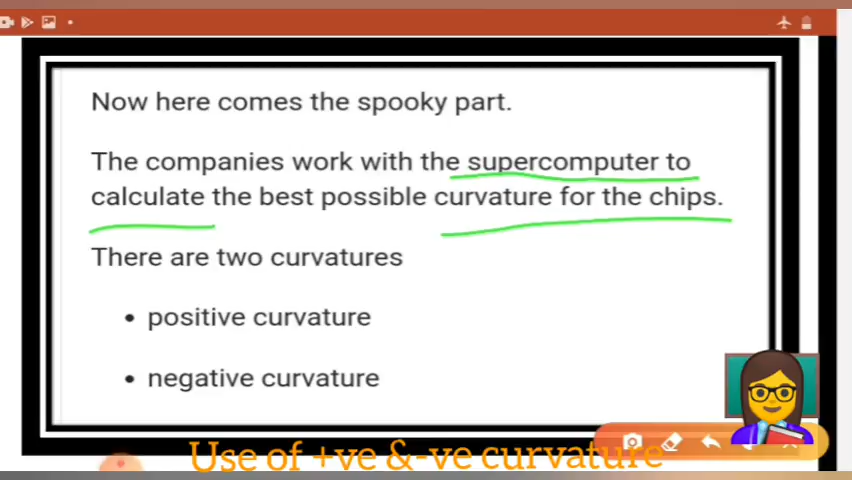 Now here comes the spooky part.
The companies work with the supercomputer to
calculate the best possible curvature for the chips.
There are two curvatures
• positive curvature
• negative curvature
Use of +ve &-ve curvature